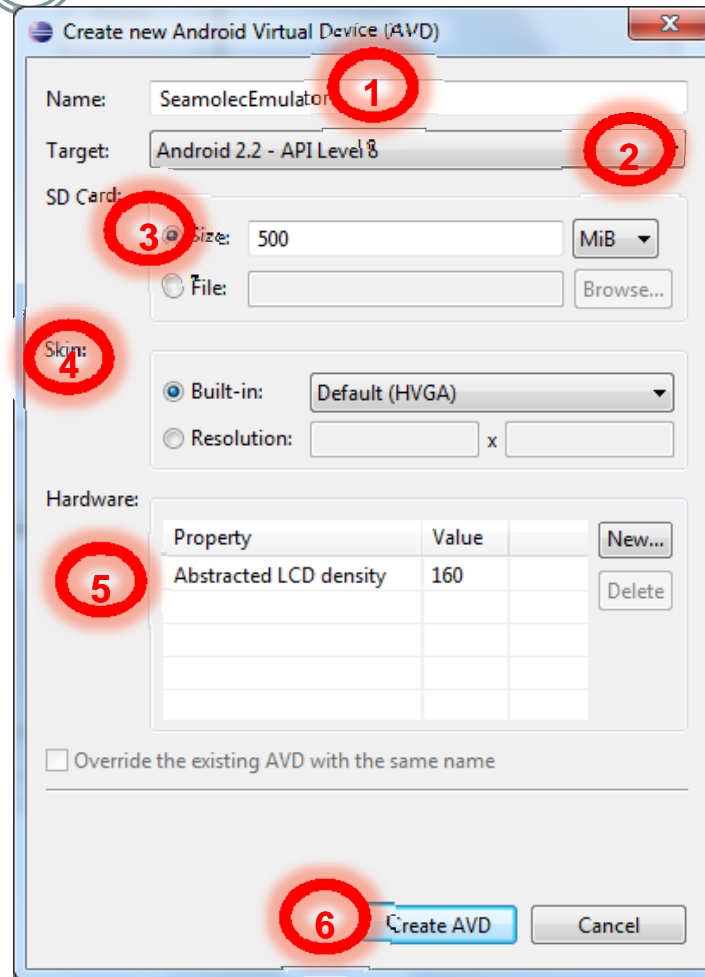 Create new Android Virtual Device (AVD)
1
Name: SeamolecEmulator
Target: Android 2.2 - API Level 8
2
SD Card:
3
Size: 500 MiB
File: Browse...
Skin:
4
Built-in: Default (HVGA)
Resolution: x
Hardware:
Property Value New...
5
Abstracted LCD density 160 Delete
Override the existing AVD with the same name
6
Create AVD Cancel